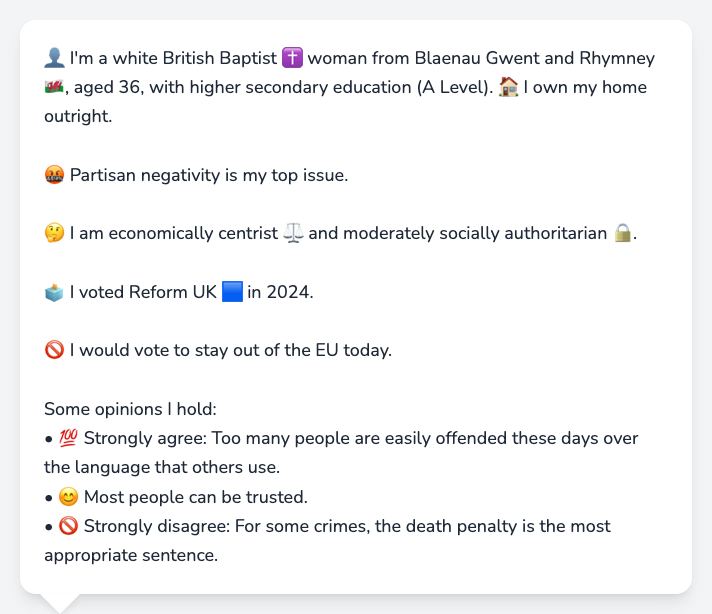 👤 I'm a white British Baptist ✝️ woman from Blaenau Gwent and Rhymney
🏴󠁧󠁢󠁷󠁬󠁳󠁿, aged 36, with higher secondary education (A Level). 🏠 I own my home
outright.
🤬 Partisan negativity is my top issue.
🤔 I am economically centrist ⚖️ and moderately socially authoritarian 🔒.
🗳️ I voted Reform UK 🟦 in 2024.
🚫 I would vote to stay out of the EU today.
Some opinions I hold:
• 💯 Strongly agree: Too many people are easily offended these days over
the language that others use.
• 😊 Most people can be trusted.
• 🚫 Strongly disagree: For some crimes, the death penalty is the most
appropriate sentence.